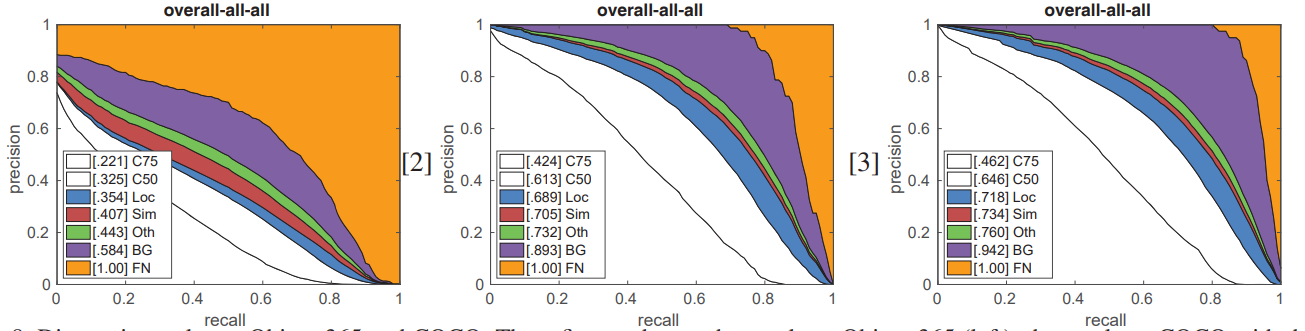 overall-all-all
1
0.8
0.6
0.4
0.2
0
precision
[.221] C75
[.325] C50
[.354] Loc
[.407] Sim
[.443] Oth
[.584] BG
[1.00] FN
0 0.2 0.4 0.6 0.8 1
recall
[2]
overall-all-all
1
0.8
0.6
0.4
0.2
0
precision
[.424] C75
[.613] C50
[.689] Loc
[.705] Sim
[.732] Oth
[.893] BG
[1.00] FN
0 0.2 0.4 0.6 0.8 1
recall
[3]
overall-all-all
1
0.8
0.6
0.4
0.2
0
precision
[.462] C75
[.646] C50
[.718] Loc
[.734] Sim
[.760] Oth
[.942] BG
[1.00] FN
0 0.2 0.4 0.6 0.8 1
recall